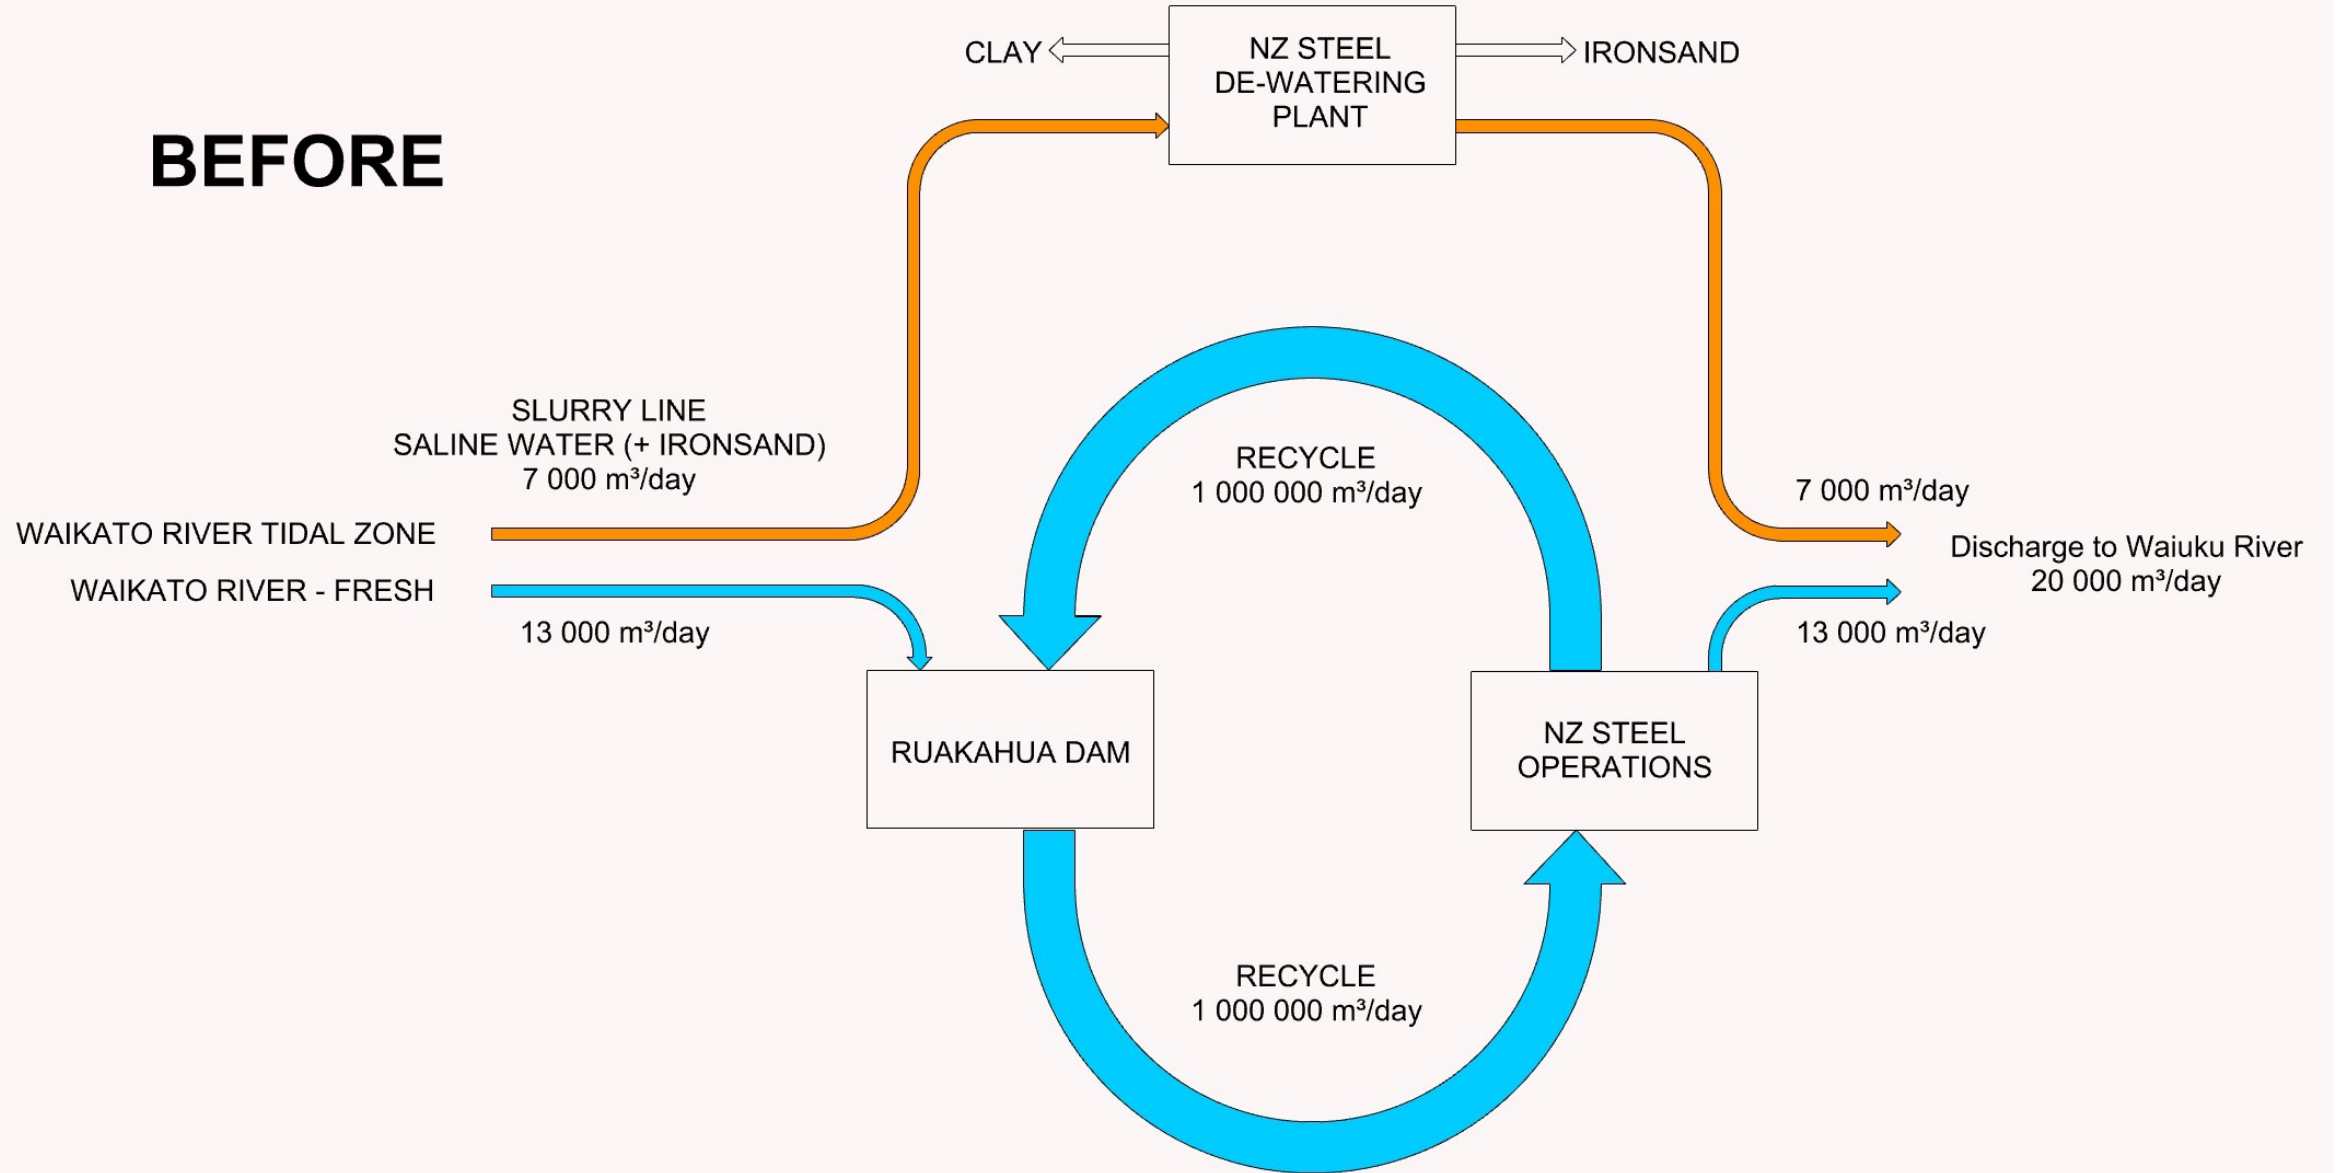 CLAY
NZ STEEL
DE-WATERING
PLANT
IRONSAND
BEFORE
SLURRY LINE
SALINE WATER (+ IRONSAND)
7 000 m³/day
RECYCLE
1 000 000 m³/day
7 000 m³/day
WAIKATO RIVER TIDAL ZONE
Discharge to Waiuku River
20 000 m³/day
WAIKATO RIVER - FRESH
13 000 m³/day
13 000 m³/day
RUAKAHUA DAM
NZ STEEL
OPERATIONS
RECYCLE
1 000 000 m³/day